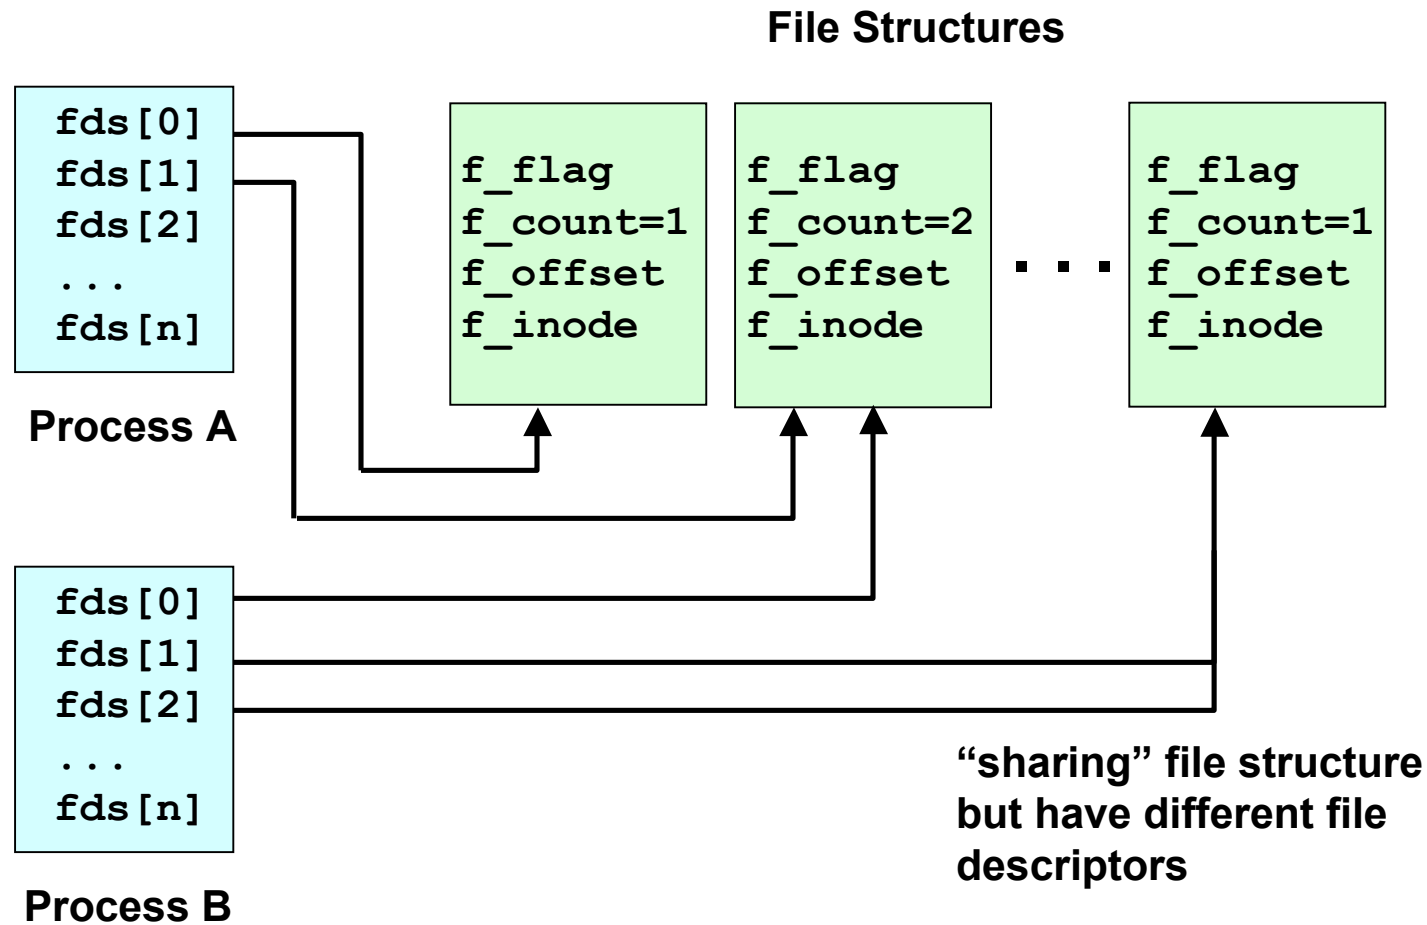 File Structures
fds[0]
fds[1]
fds[2]
...
fds[n]
Process A
f_flag
f_count=1
f_offset
f_inode
f_flag
f_count=2
f_offset
f_inode
. . .
f_flag
f_count=1
f_offset
f_inode
fds[0]
fds[1]
fds[2]
...
fds[n]
Process B
“sharing” file structure
but have different file
descriptors